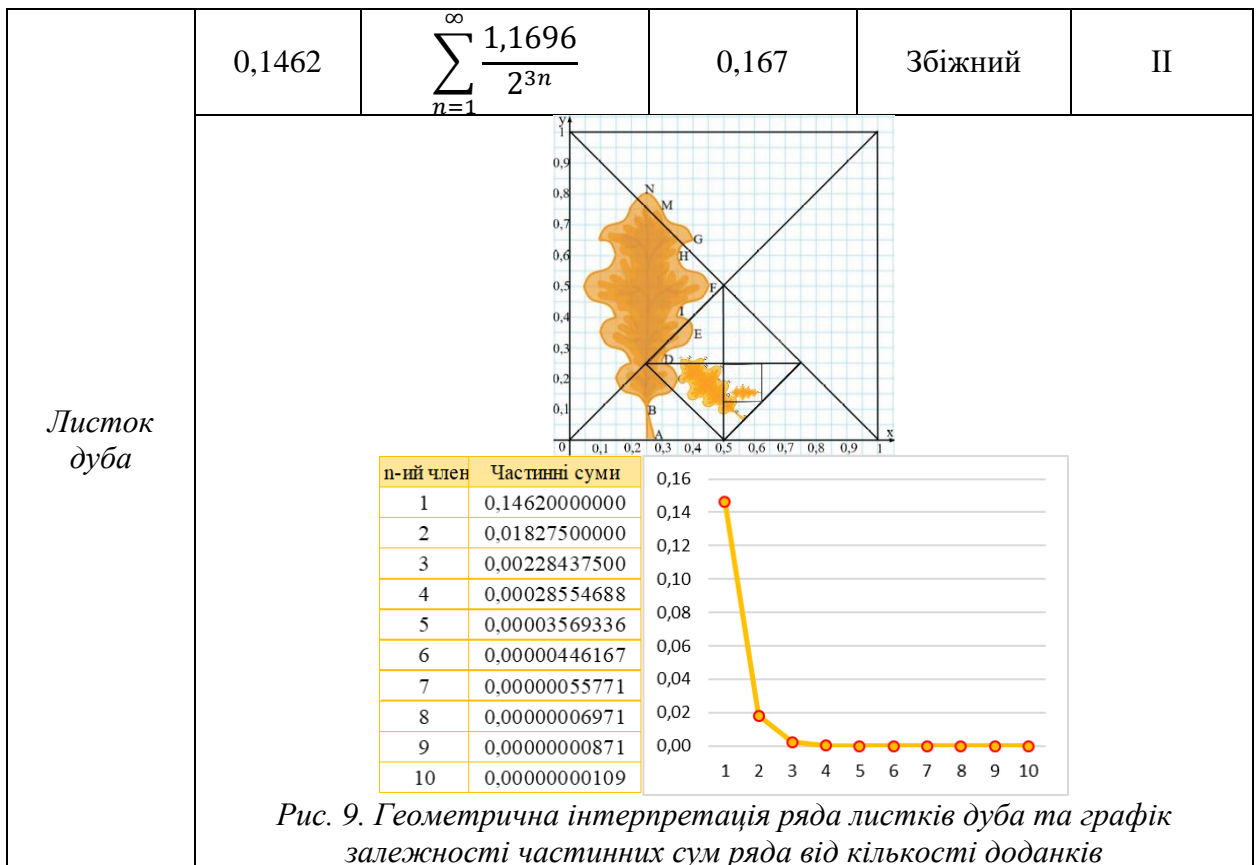 0,1462 ∑_{n=1}^{∞} 1,1696/2^{3n} 0,167 Збіжний II
Листок
дуба
y
1
0,9
0,8
0,7
0,6
0,5
0,4
0,3
0,2
0,1
N
M
G
H
F
I
E
D
C
B
A
x
0 0,1 0,2 0,3 0,4 0,5 0,6 0,7 0,8 0,9 1
n-ий член Частинні суми
1 0,14620000000
2 0,01827500000
3 0,00228437500
4 0,00028554688
5 0,00003569336
6 0,00000446167
7 0,00000055771
8 0,00000006971
9 0,00000000871
10 0,00000000109
0,16
0,14
0,12
0,10
0,08
0,06
0,04
0,02
0,00
1 2 3 4 5 6 7 8 9 10
Рис. 9. Геометрична інтерпретація ряда листків дуба та графік
залежності частинних сум ряда від кількості доданків